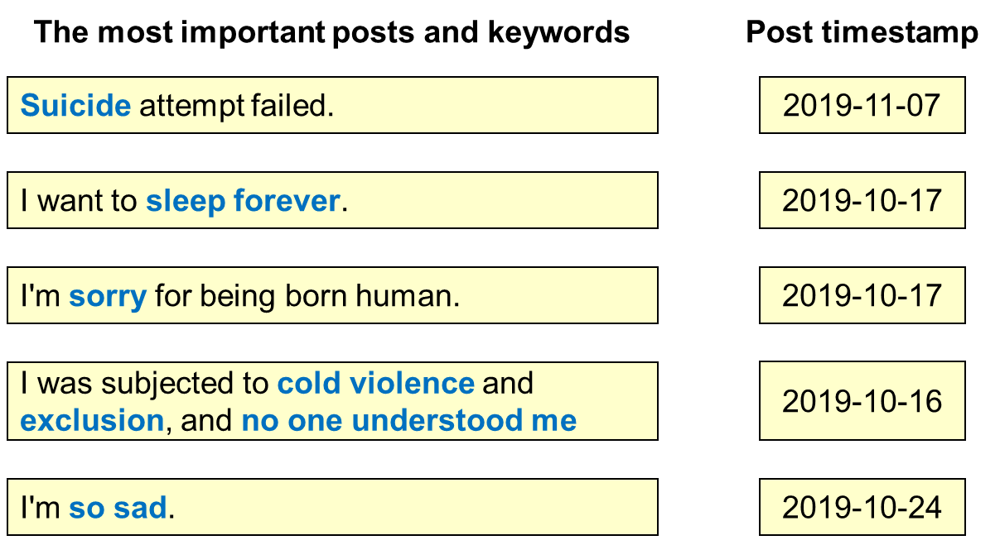 The most important posts and keywords Post timestamp
Suicide attempt failed. 2019-11-07
I want to sleep forever. 2019-10-17
I'm sorry for being born human. 2019-10-17
I was subjected to cold violence and
exclusion, and no one understood me 2019-10-16
I'm so sad. 2019-10-24